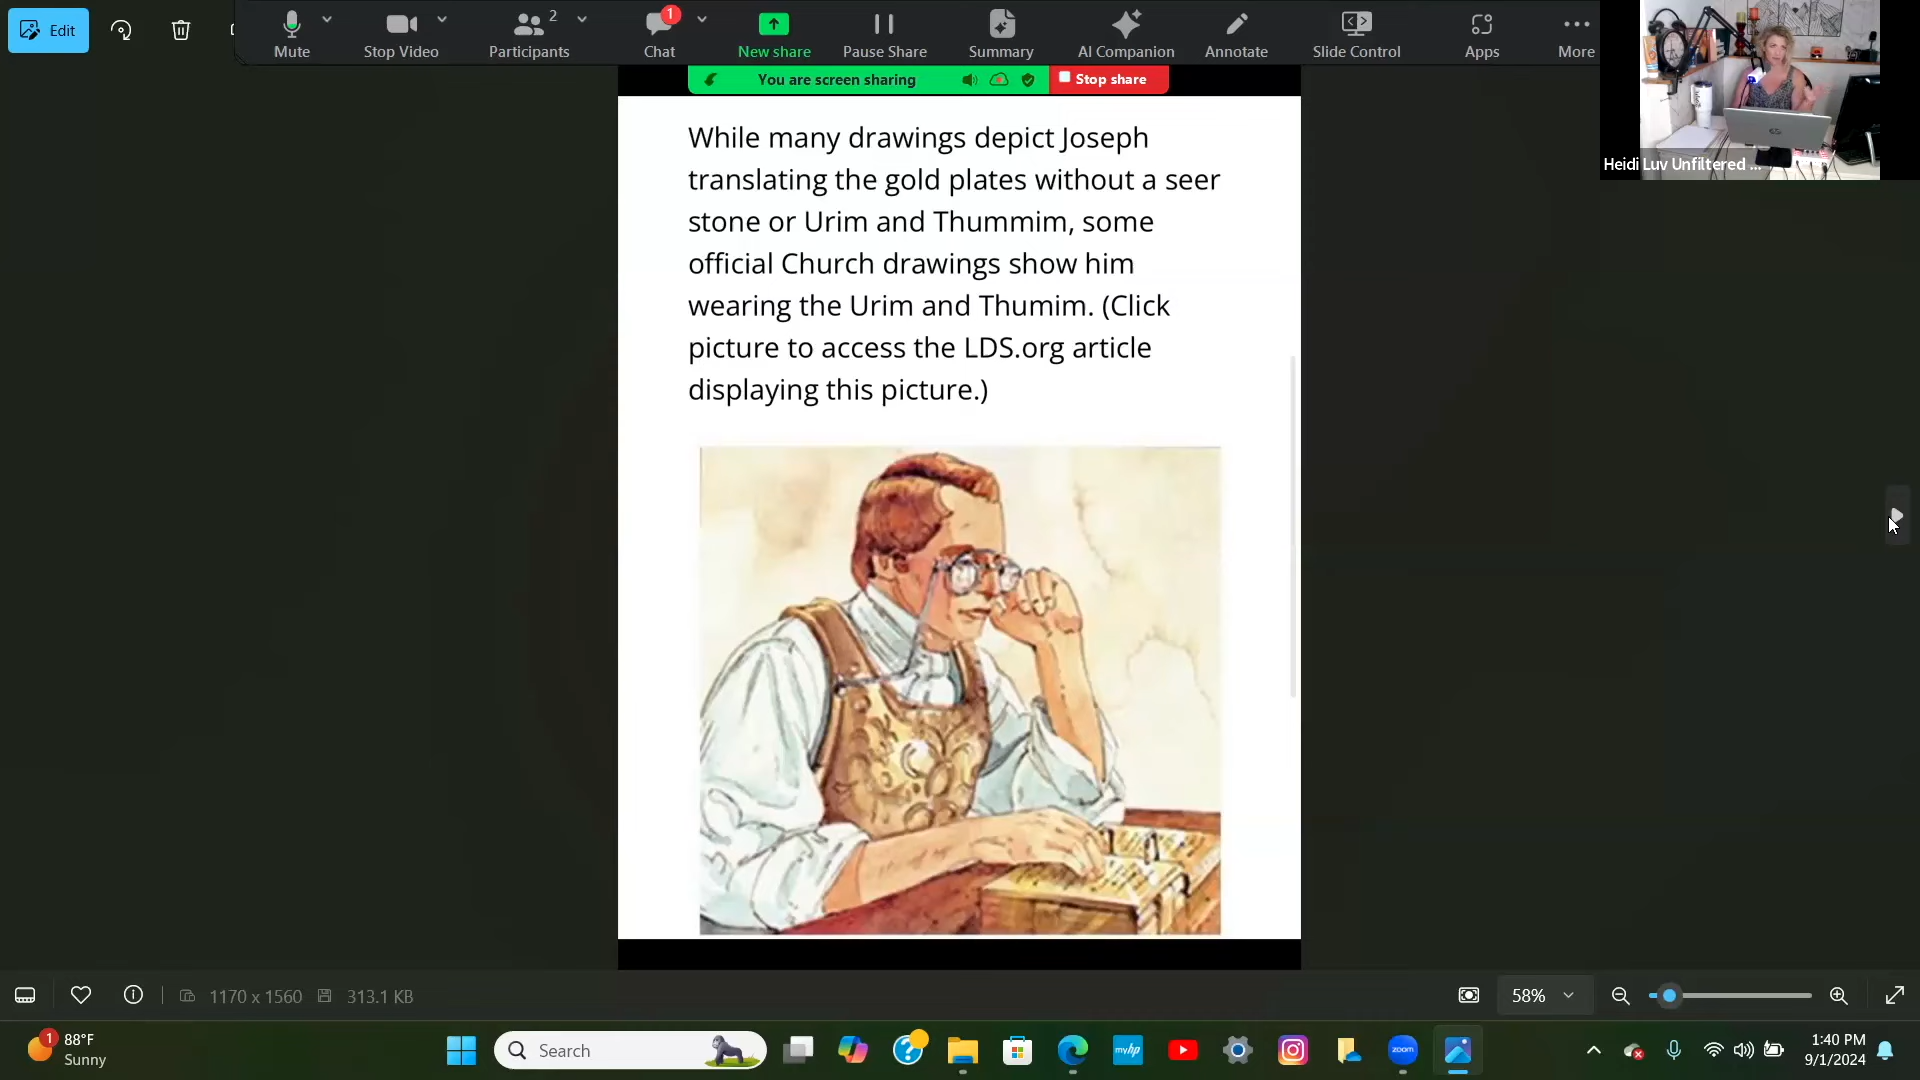 Edit
Mute
Stop Video
Participants
2
Chat
1
New share
Pause Share
Summary
AI Companion
Annotate
Slide Control
Apps
More
You are screen sharing
Stop share
Heidi Luv Unfiltered ...
While many drawings depict Joseph
translating the gold plates without a seer
stone or Urim and Thummim, some
official Church drawings show him
wearing the Urim and Thumim. (Click
picture to access the LDS.org article
displaying this picture.)
1170 x 1560
313.1 KB
58%
1
88°F
Sunny
Search
myhp
zoom
1:40 PM
9/1/2024